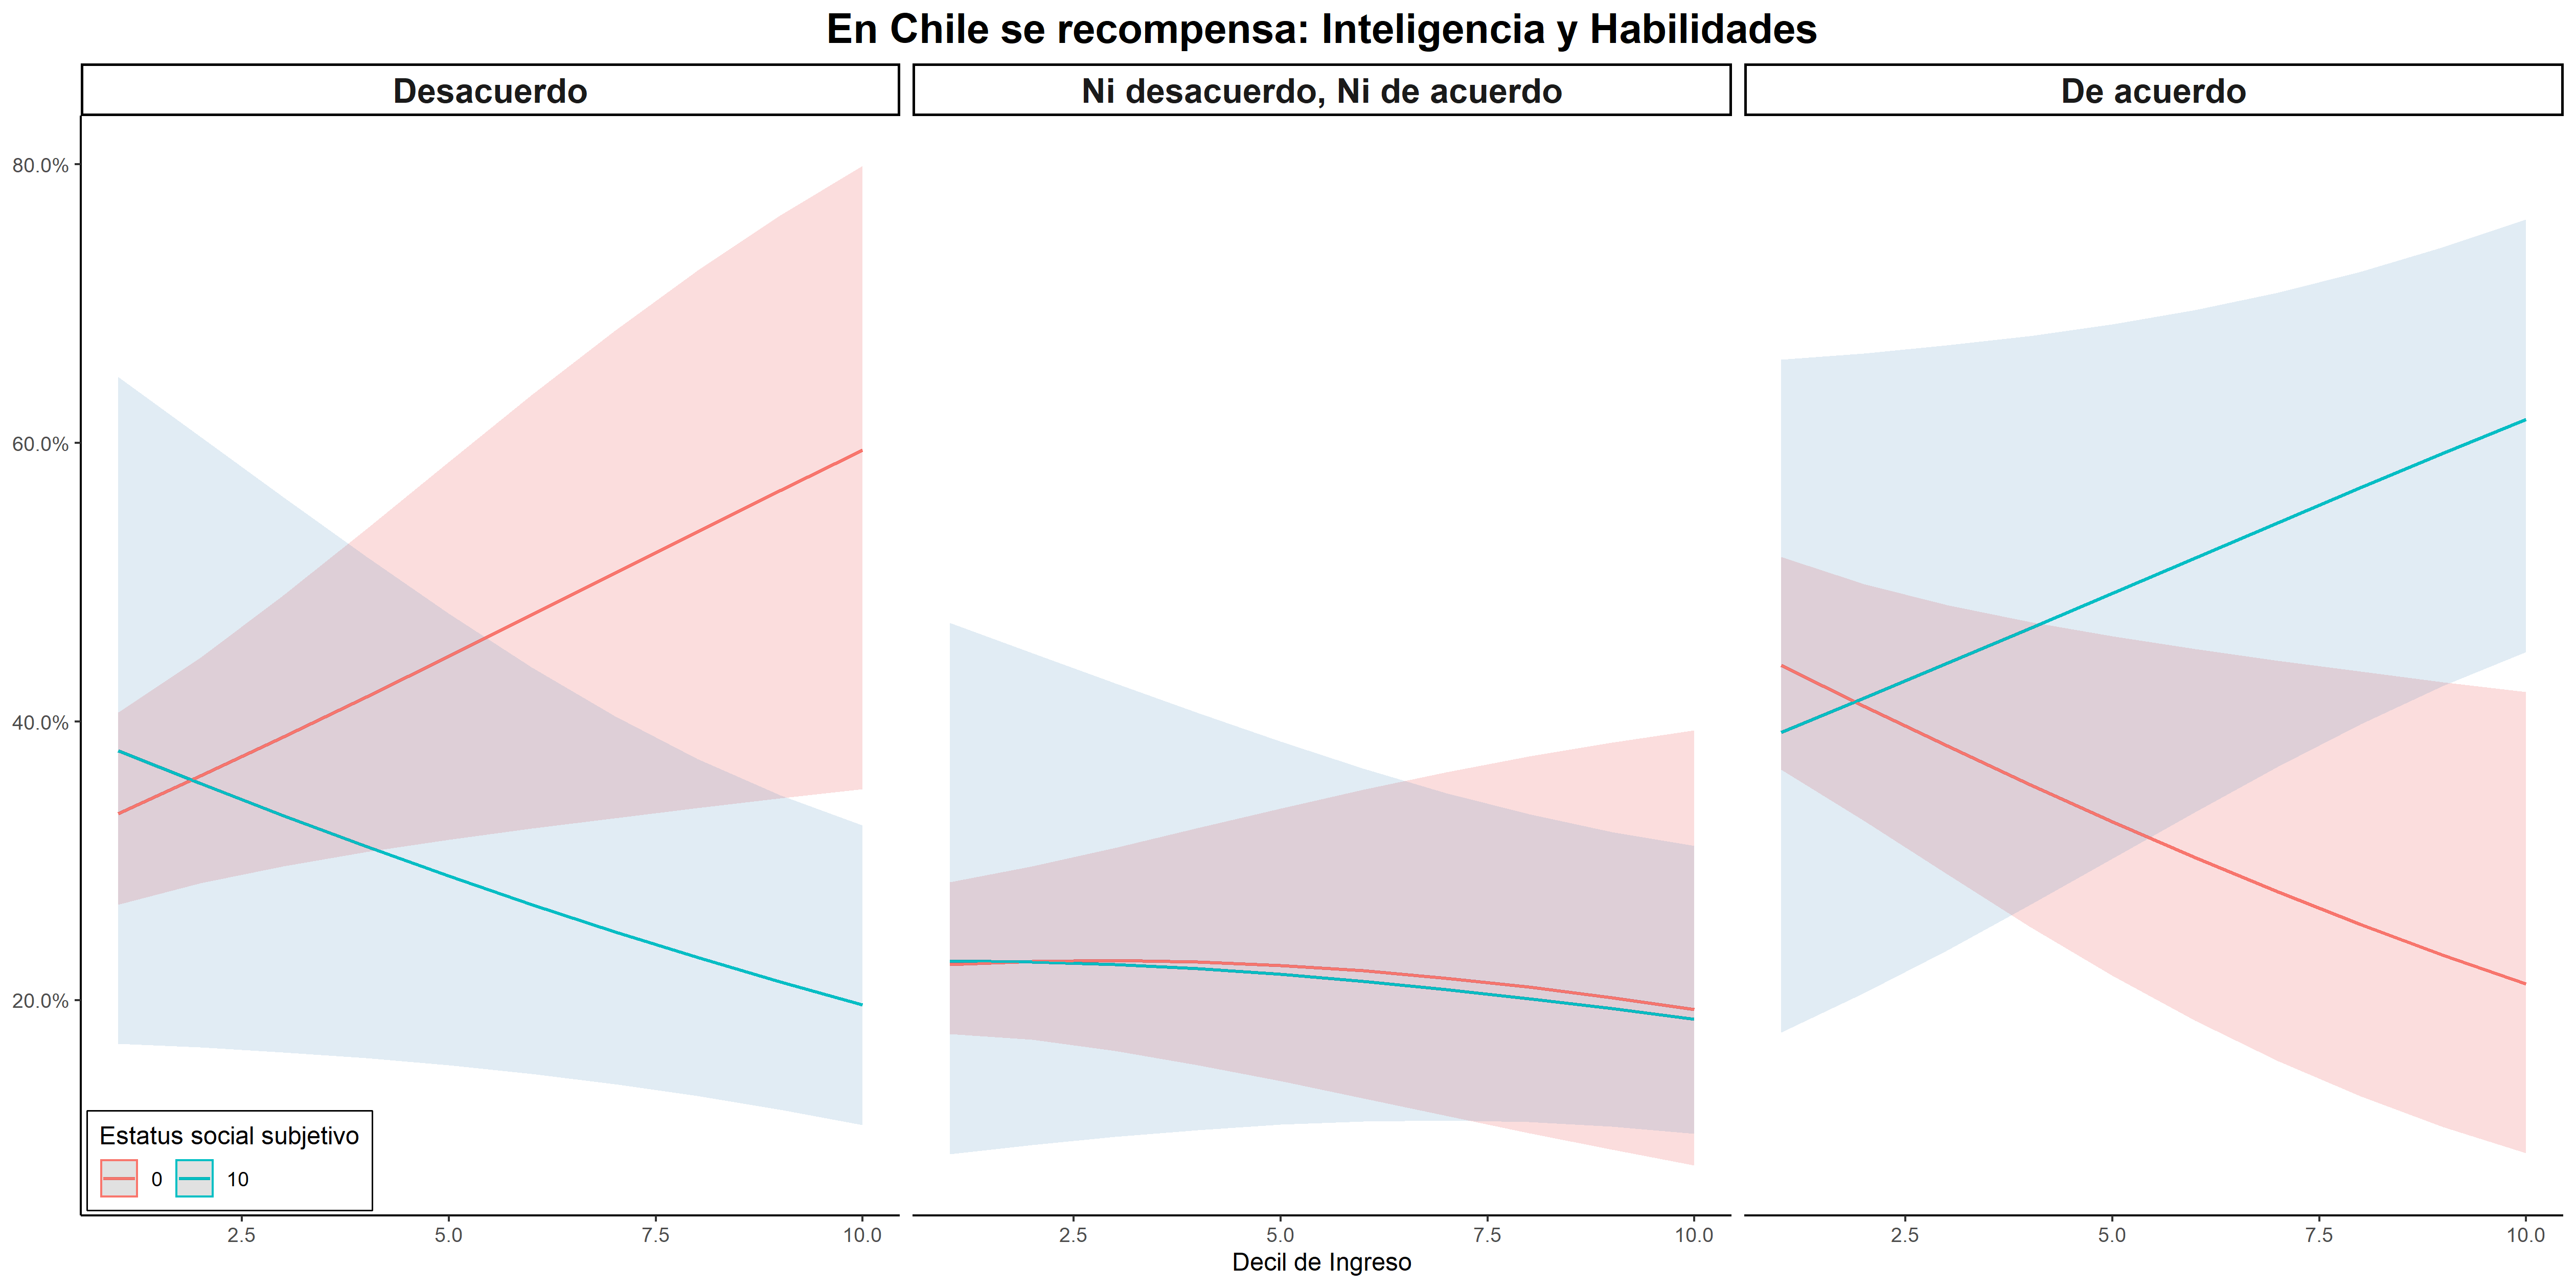 En Chile se recompensa: Inteligencia y Habilidades
Desacuerdo
Ni desacuerdo, Ni de acuerdo
De acuerdo
80.0%
60.0%
40.0%
20.0%
Estatus social subjetivo
0 10
2.5 5.0 7.5 10.0
2.5 5.0 7.5 10.0
2.5 5.0 7.5 10.0
Decil de Ingreso